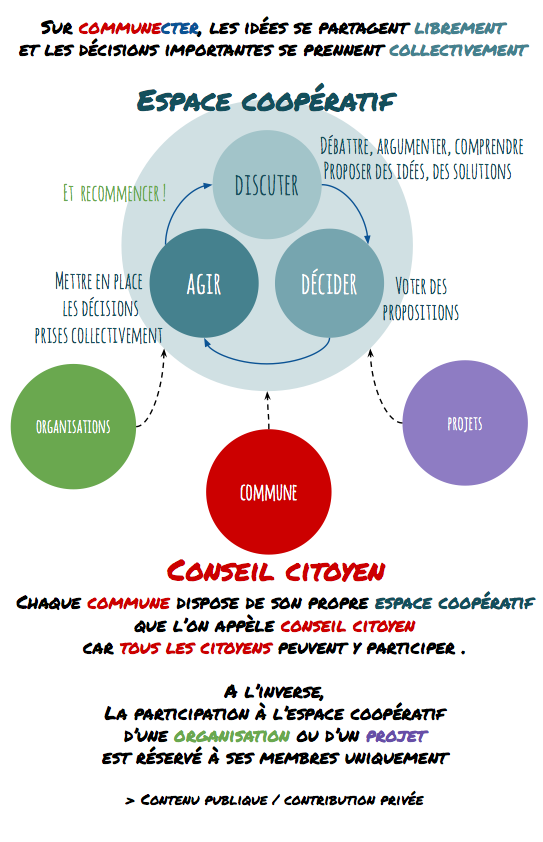 Sur communecter, les idées se partagent librement
et les décisions importantes se prennent collectivement
Espace coopératif
Débattre, argumenter, comprendre
Proposer des idées, des solutions
DISCUTER
Et recommencer !
AGIR
DÉCIDER
Mettre en place
les décisions
prises collectivement
Voter des
propositions
ORGANISATIONS
PROJETS
COMMUNE
Conseil citoyen
Chaque commune dispose de son propre espace coopératif
que l'on appèle conseil citoyen
car tous les citoyens peuvent y participer .
A l'inverse,
La participation à l'espace coopératif
d'une organisation ou d'un projet
est réservé à ses membres uniquement
> Contenu publique / contribution privée